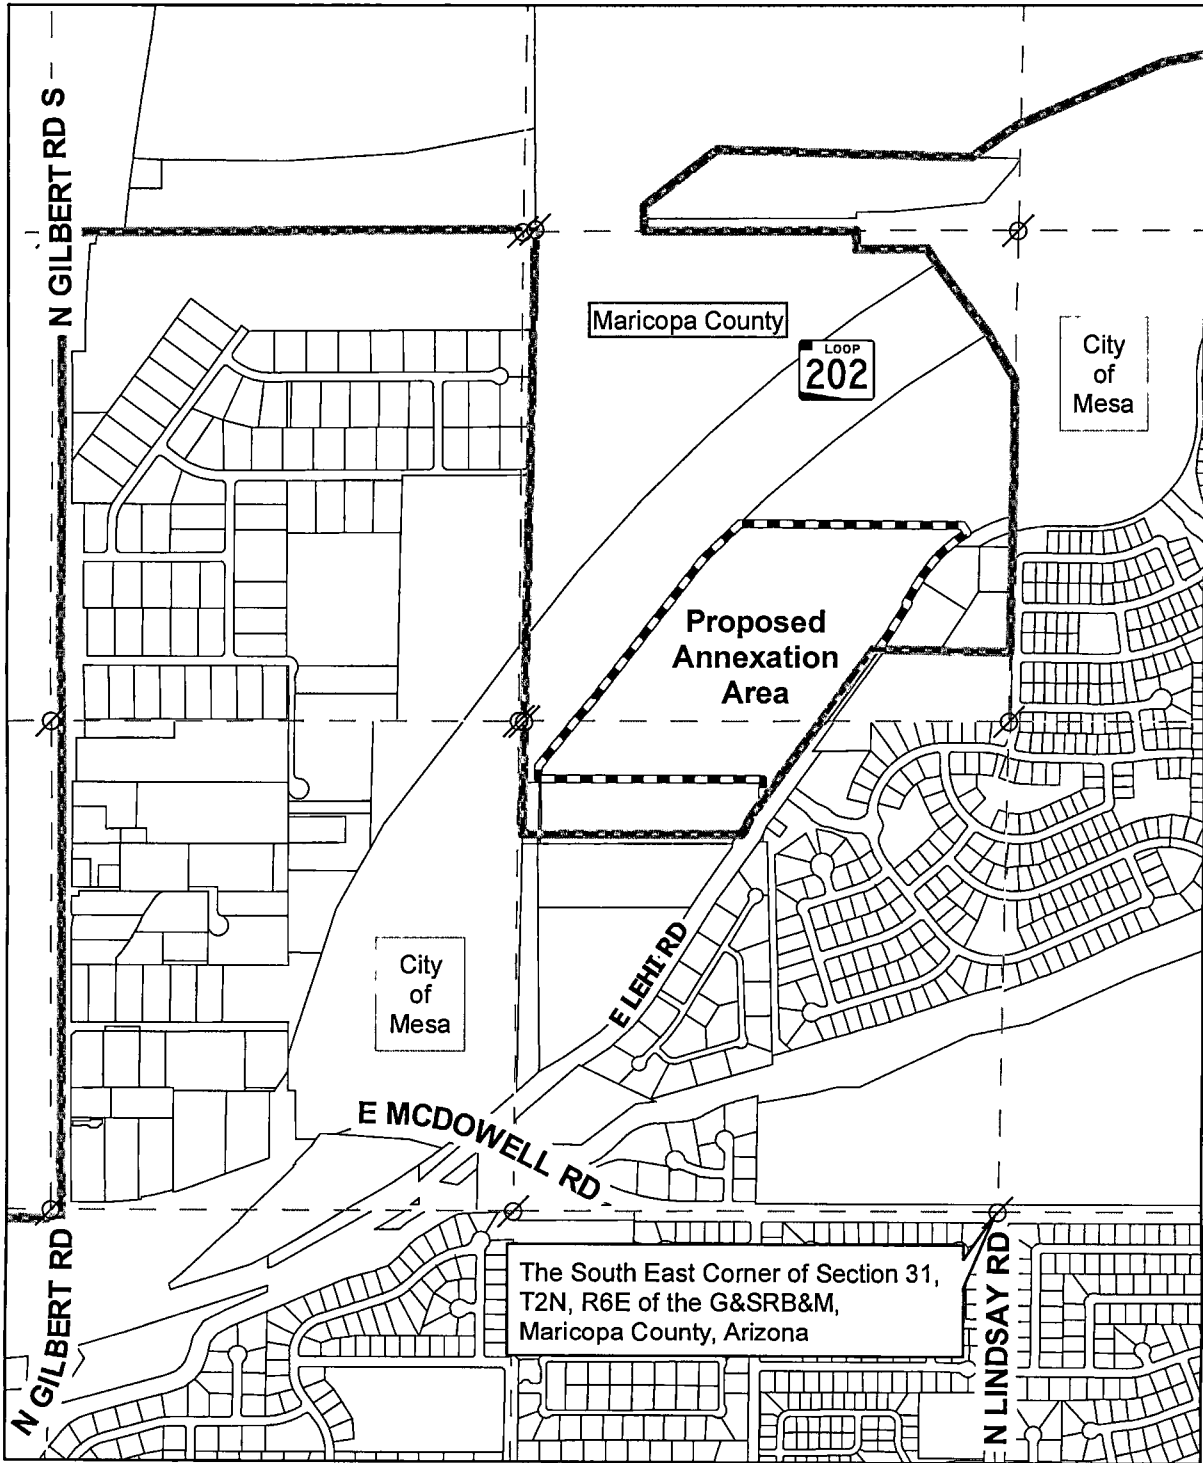 N GILBERT RD S
Maricopa County
LOOP
202
City
of
Mesa
Proposed
Annexation
Area
City
of
Mesa
E LEHI RD
E MCDOWELL RD
The South East Corner of Section 31,
T2N, R6E of the G&SRB&M,
Maricopa County, Arizona
N GILBERT RD
N LINDSAY RD